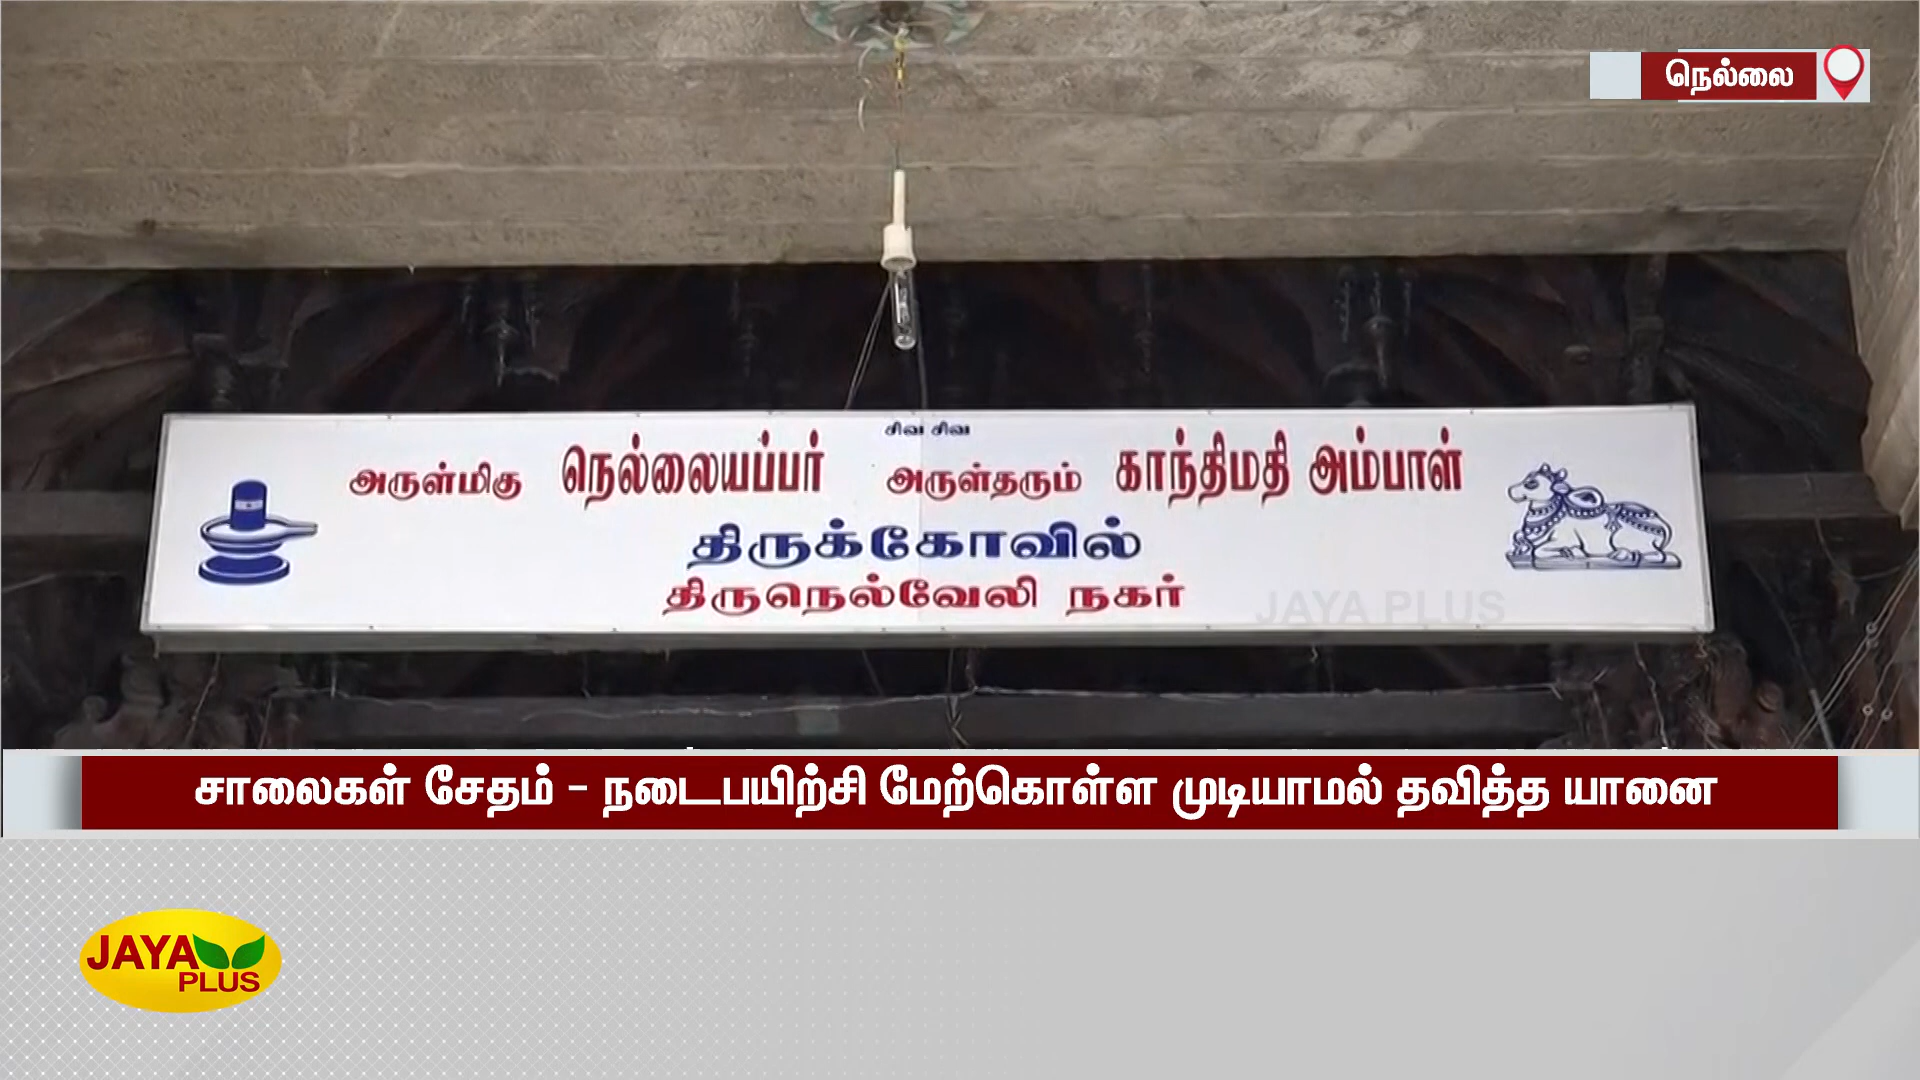 நெல்லை
சிவ சிவ
அருள்மிகு நெல்லையப்பர் அருள்தரும் காந்திமதி அம்பாள்
திருக்கோவில்
திருநெல்வேலி நகர்
JAYA PLUS
சாலைகள் சேதம் - நடைபயிற்சி மேற்கொள்ள முடியாமல் தவித்த யானை
JAYA
PLUS